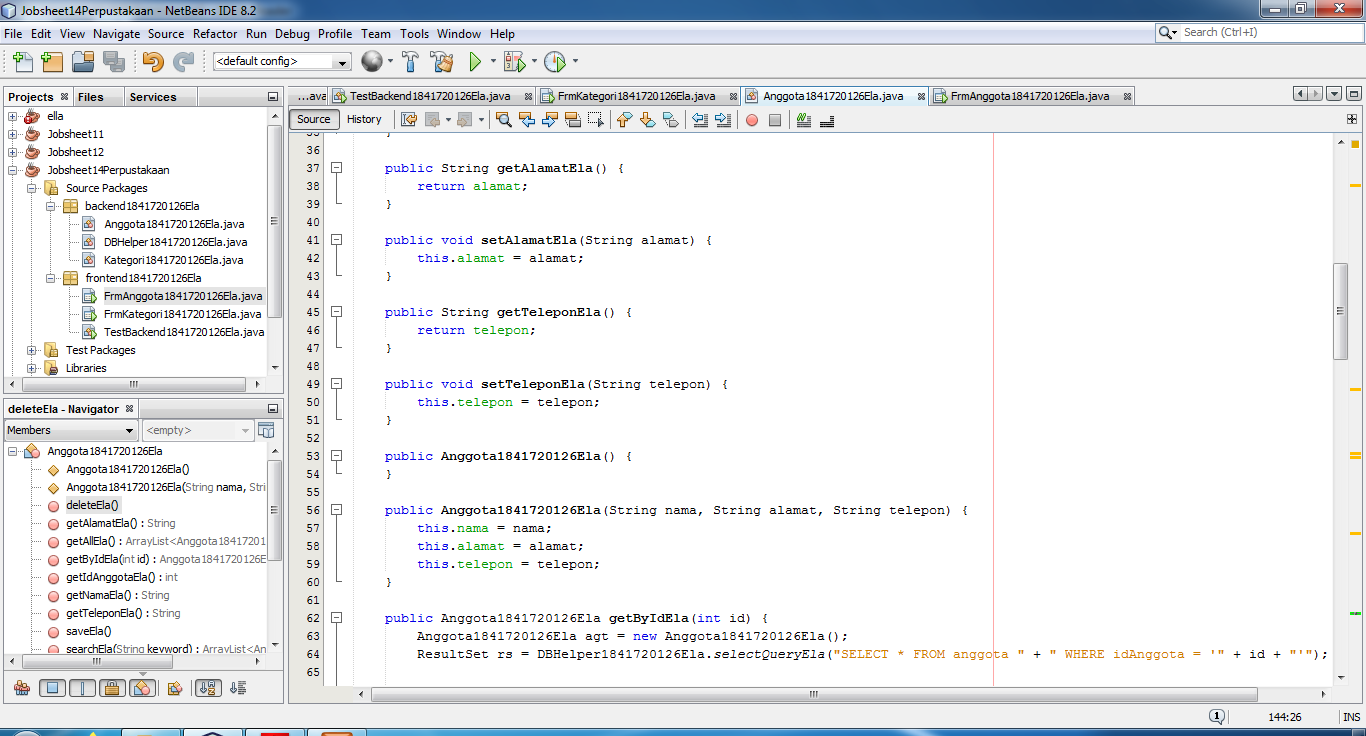 Jobsheet14Perpustakaan - NetBeans IDE 8.2
File Edit View Navigate Source Refactor Run Debug Profile Team Tools Window Help
Search (Ctrl+I)
<default config>
Projects Files Services
...ava TestBackend1841720126Ela.java FrmKategori1841720126Ela.java Anggota1841720126Ela.java FrmAnggota1841720126Ela.java
Source History
ella
Jobsheet11
Jobsheet12
Jobsheet14Perpustakaan
Source Packages
backend1841720126Ela
Anggota1841720126Ela.java
DBHelper1841720126Ela.java
Kategori1841720126Ela.java
frontend1841720126Ela
FrmAnggota1841720126Ela.java
FrmKategori1841720126Ela.java
TestBackend1841720126Ela.java
Test Packages
Libraries
deleteEla - Navigator
Members <empty>
Anggota1841720126Ela
Anggota1841720126Ela()
Anggota1841720126Ela(String nama, Stri
deleteEla()
getAlamatEla() : String
getAllEla() : ArrayList<Anggota18417201
getByIdEla(int id) : Anggota1841720126E
getIdAnggotaEla() : int
getNamaEla() : String
getTeleponEla() : String
saveEla()
searchEla(String keyword) : ArrayList<An
35 }
36
37 public String getAlamatEla() {
38 return alamat;
39 }
40
41 public void setAlamatEla(String alamat) {
42 this.alamat = alamat;
43 }
44
45 public String getTeleponEla() {
46 return telepon;
47 }
48
49 public void setTeleponEla(String telepon) {
50 this.telepon = telepon;
51 }
52
53 public Anggota1841720126Ela() {
54 }
55
56 public Anggota1841720126Ela(String nama, String alamat, String telepon) {
57 this.nama = nama;
58 this.alamat = alamat;
59 this.telepon = telepon;
60 }
61
62 public Anggota1841720126Ela getByIdEla(int id) {
63 Anggota1841720126Ela agt = new Anggota1841720126Ela();
64 ResultSet rs = DBHelper1841720126Ela.selectQueryEla("SELECT * FROM anggota " + " WHERE idAnggota = '" + id + "'");
65
1 144:26 INS